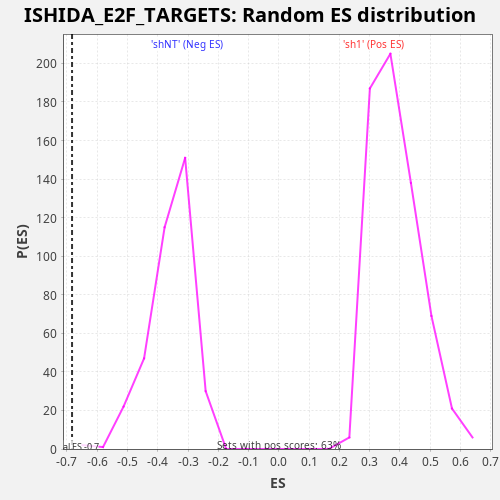 ISHIDA_E2F_TARGETS: Random ES distribution
'shNT' (Neg ES)
'sh1' (Pos ES)
200
180
160
140
120
100
80
60
40
20
0
P(ES)
Sets with pos scores: 63%
-0.7 -0.6 -0.5 -0.4 -0.3 -0.2 -0.1 0.0 0.1 0.2 0.3 0.4 0.5 0.6 0.7
ES